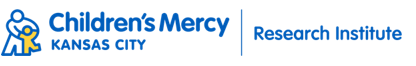 Children's Mercy
KANSAS CITY
Research Institute